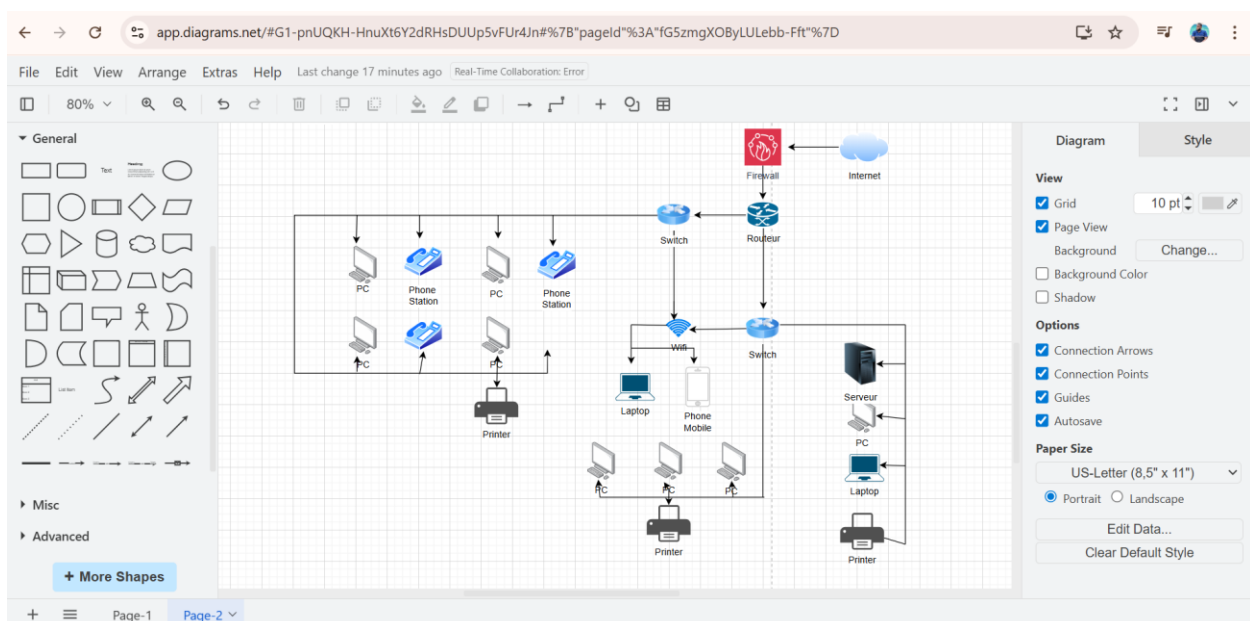 app.diagrams.net/#G1-pnUQKH-HnuXt6Y2dRHsDUUp5vFUr4Jn#%7B"pageId"%3A"fG5zmgXOByLULebb-Fft"%7D
File Edit View Arrange Extras Help Last change 17 minutes ago Real-Time Collaboration: Error
80%
General
Text
Heading
List Item
Misc
Advanced
+ More Shapes
Page-1 Page-2
Firewall
Internet
Switch
Routeur
PC
Phone
Station
PC
Phone
Station
PC
PC
Printer
Wifi
Switch
Laptop
Phone
Mobile
PC
PC
PC
Printer
Serveur
PC
Laptop
Printer
Diagram Style
View
Grid 10 pt
Page View
Background Change...
Background Color
Shadow
Options
Connection Arrows
Connection Points
Guides
Autosave
Paper Size
US-Letter (8,5" x 11")
Portrait Landscape
Edit Data...
Clear Default Style